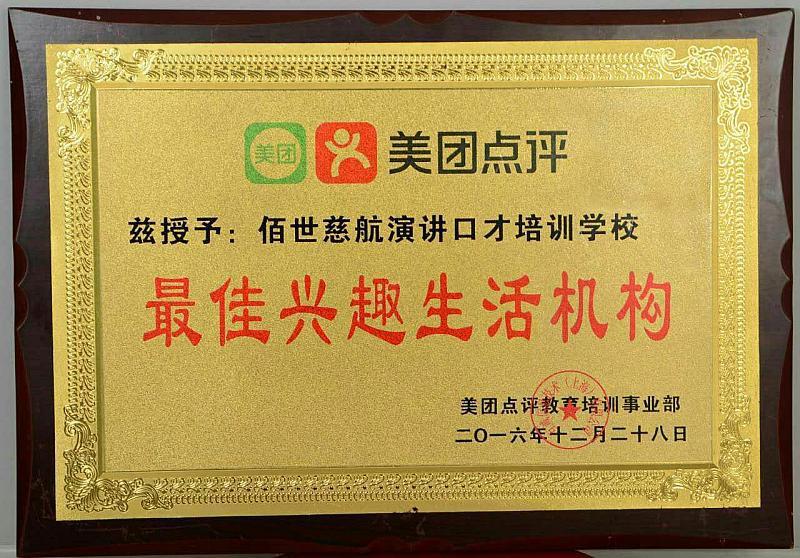 美团 美团点评
兹授予：佰世慈航演讲口才培训学校
最佳兴趣生活机构
美团点评教育培训事业部
二〇一六年十二月二十八日